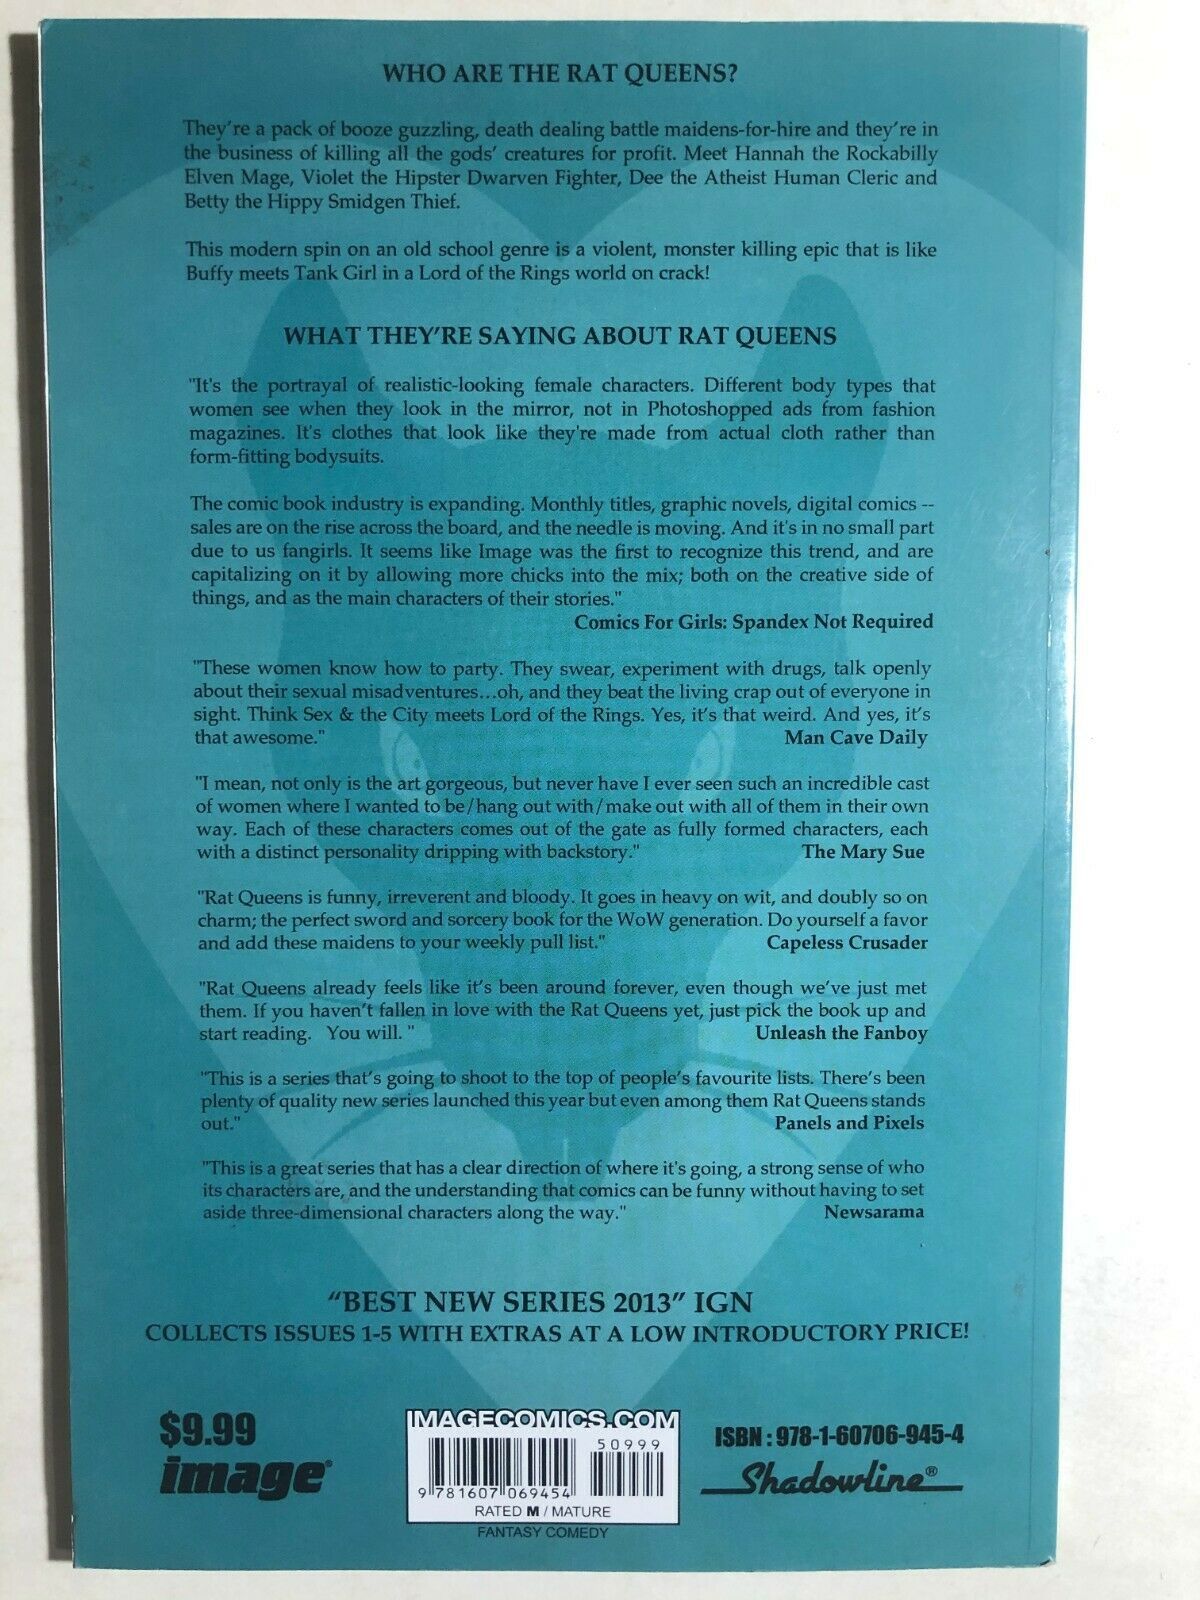 WHO ARE THE RAT QUEENS?
They're a pack of booze guzzling, death dealing battle maidens-for-hire and they're in
the business of killing all the gods' creatures for profit. Meet Hannah the Rockabilly
Elven Mage, Violet the Hipster Dwarven Fighter, Dee the Atheist Human Cleric and
Betty the Hippy Smidgen Thief.
This modern spin on an old school genre is a violent, monster killing epic that is like
Buffy meets Tank Girl in a Lord of the Rings world on crack!
WHAT THEY'RE SAYING ABOUT RAT QUEENS
"It's the portrayal of realistic-looking female characters. Different body types that
women see when they look in the mirror, not in Photoshopped ads from fashion
magazines. It's clothes that look like they're made from actual cloth rather than
form-fitting bodysuits.
The comic book industry is expanding. Monthly titles, graphic novels, digital comics --
sales are on the rise across the board, and the needle is moving. And it's in no small part
due to us fangirls. It seems like Image was the first to recognize this trend, and are
capitalizing on it by allowing more chicks into the mix; both on the creative side of
things, and as the main characters of their stories."
Comics For Girls: Spandex Not Required
"These women know how to party. They swear, experiment with drugs, talk openly
about their sexual misadventures...oh, and they beat the living crap out of everyone in
sight. Think Sex & the City meets Lord of the Rings. Yes, it's that weird. And yes, it's
that awesome." Man Cave Daily
"I mean, not only is the art gorgeous, but never have I ever seen such an incredible cast
of women where I wanted to be/hang out with/make out with all of them in their own
way. Each of these characters comes out of the gate as fully formed characters, each
with a distinct personality dripping with backstory." The Mary Sue
"Rat Queens is funny, irreverent and bloody. It goes in heavy on wit, and doubly so on
charm; the perfect sword and sorcery book for the WoW generation. Do yourself a favor
and add these maidens to your weekly pull list." Capeless Crusader
"Rat Queens already feels like it's been around forever, even though we've just met
them. If you haven't fallen in love with the Rat Queens yet, just pick the book up and
start reading. You will. " Unleash the Fanboy
"This is a series that's going to shoot to the top of people's favourite lists. There's been
plenty of quality new series launched this year but even among them Rat Queens stands
out." Panels and Pixels
"This is a great series that has a clear direction of where it's going, a strong sense of who
its characters are, and the understanding that comics can be funny without having to set
aside three-dimensional characters along the way." Newsarama
"BEST NEW SERIES 2013" IGN
COLLECTS ISSUES 1-5 WITH EXTRAS AT A LOW INTRODUCTORY PRICE!
$9.99
image®
IMAGECOMICS.COM
50999
9 781607 069454
RATED M / MATURE
FANTASY COMEDY
ISBN : 978-1-60706-945-4
Shadowline®